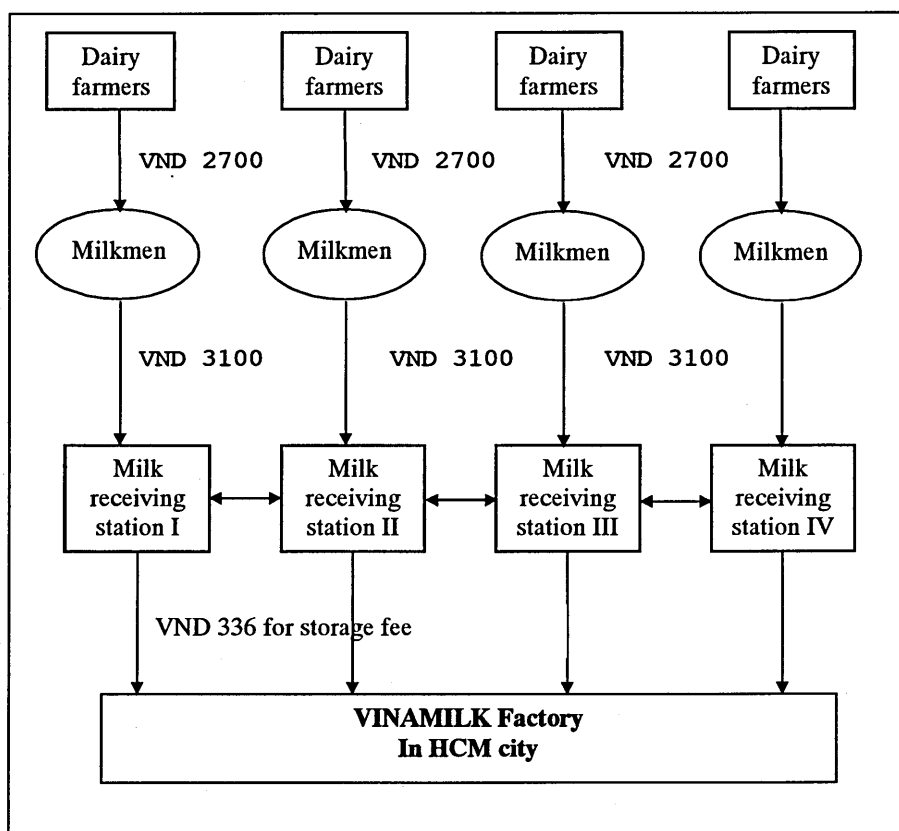 Dairy
farmers
Dairy
farmers
Dairy
farmers
Dairy
farmers
VND 2700
VND 2700
VND 2700
Milkmen
Milkmen
Milkmen
Milkmen
VND 3100
VND 3100
VND 3100
Milk
receiving
station I
Milk
receiving
station II
Milk
receiving
station III
Milk
receiving
station IV
VND 336 for storage fee
VINAMILK Factory
In HCM city